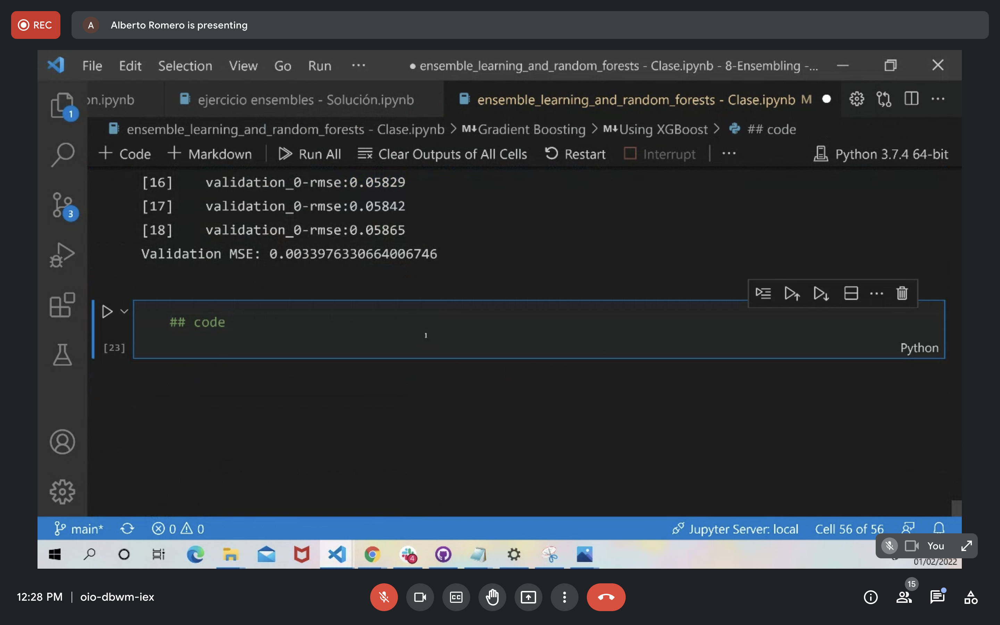 REC
A Alberto Romero is presenting
File Edit Selection View Go Run ··· ● ensemble_learning_and_random_forests - Clase.ipynb - 8-Ensembling -...
on.ipynb ejercicio ensembles - Solución.ipynb ensemble_learning_and_random_forests - Clase.ipynb M
1
ensemble_learning_and_random_forests - Clase.ipynb > M↓Gradient Boosting > M↓Using XGBoost > ## code
+ Code + Markdown Run All Clear Outputs of All Cells Restart Interrupt ··· Python 3.7.4 64-bit
[16] validation_0-rmse:0.05829
[17] validation_0-rmse:0.05842
3
[18] validation_0-rmse:0.05865
Validation MSE: 0.0033976330664006746
## code
[23] Python
main* 0 0 Jupyter Server: local Cell 56 of 56
4
You
01/02/2022
15
12:28 PM | oio-dbwm-iex CC